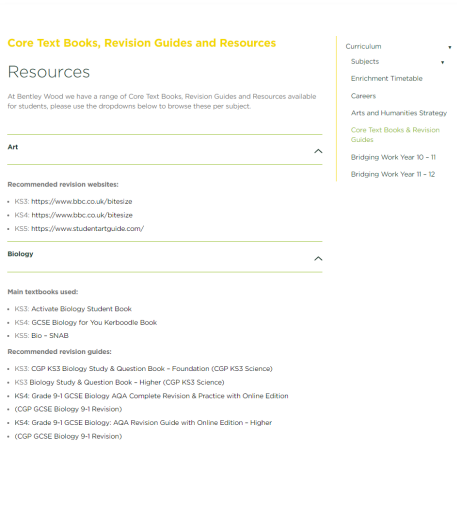 Core Text Books, Revision Guides and Resources
Resources
At Bentley Wood we have a range of Core Text Books, Revision Guides and Resources available
for students, please use the dropdowns below to browse these per subject.
Art
Recommended revision websites:
KS3: https://www.bbc.co.uk/bitesize
KS4: https://www.bbc.co.uk/bitesize
KS5: https://www.studentartguide.com/
Biology
Main textbooks used:
KS3: Activate Biology Student Book
KS4: GCSE Biology for You Kerboodle Book
KS5: Bio – SNAB
Recommended revision guides:
KS3: CGP KS3 Biology Study & Question Book – Foundation (CGP KS3 Science)
KS3 Biology Study & Question Book – Higher (CGP KS3 Science)
KS4: Grade 9-1 GCSE Biology AQA Complete Revision & Practice with Online Edition
(CGP GCSE Biology 9-1 Revision)
KS4: Grade 9-1 GCSE Biology: AQA Revision Guide with Online Edition – Higher
(CGP GCSE Biology 9-1 Revision)
Curriculum
Subjects
Enrichment Timetable
Careers
Arts and Humanities Strategy
Core Text Books & Revision
Guides
Bridging Work Year 10 – 11
Bridging Work Year 11 – 12